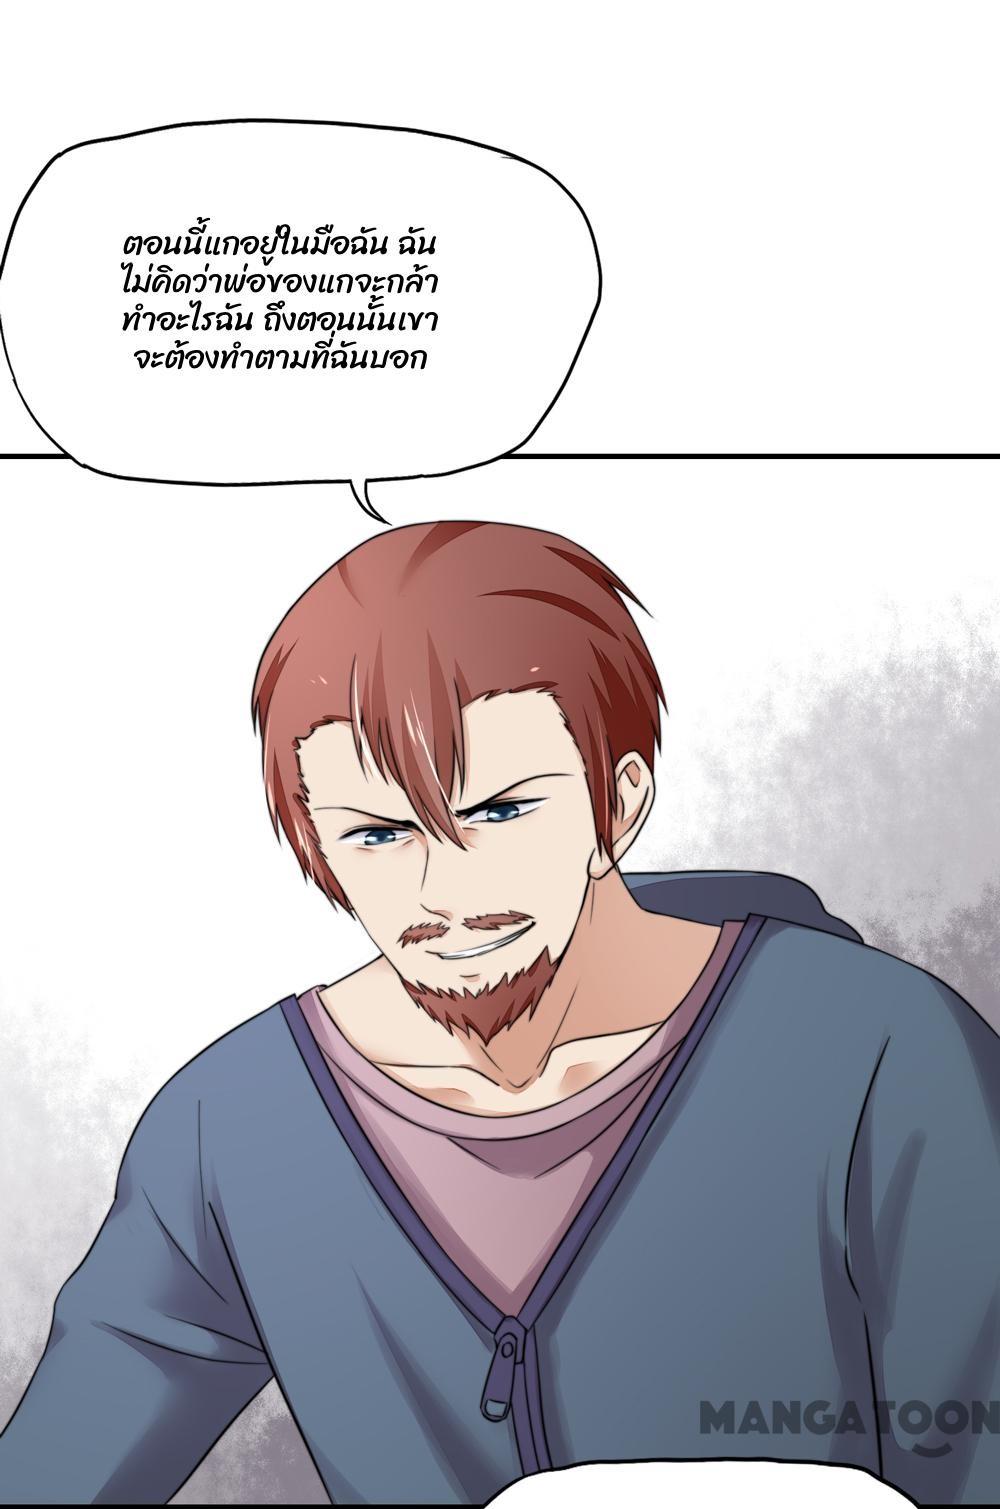 ตอนนี้แกอยู่ในมือฉัน ฉัน
ไม่คิดว่าพ่อของแกจะกล้า
ทำอะไรฉัน ถึงตอนนั้นเขา
จะต้องทำตามที่ฉันบอก
MANGATOON